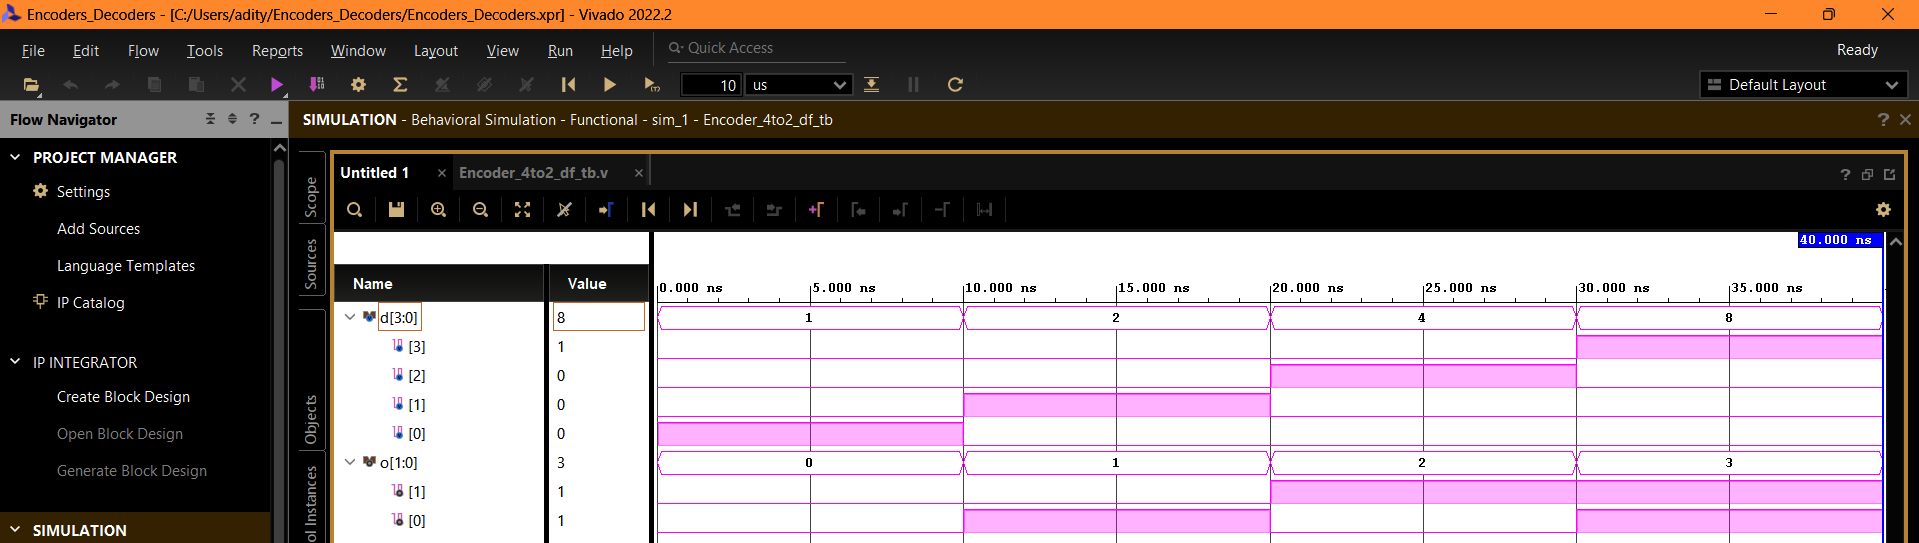 Encoders_Decoders - [C:/Users/adity/Encoders_Decoders/Encoders_Decoders.xpr] - Vivado 2022.2
File Edit Flow Tools Reports Window Layout View Run Help Quick Access Ready
10 us Default Layout
Flow Navigator
SIMULATION - Behavioral Simulation - Functional - sim_1 - Encoder_4to2_df_tb
PROJECT MANAGER
Settings
Add Sources
Language Templates
IP Catalog
IP INTEGRATOR
Create Block Design
Open Block Design
Generate Block Design
SIMULATION
Scope
Sources
Objects
ol Instances
Untitled 1 Encoder_4to2_df_tb.v
40.000 ns
Name Value
0.000 ns 5.000 ns 10.000 ns 15.000 ns 20.000 ns 25.000 ns 30.000 ns 35.000 ns
d[3:0] 8 1 2 4 8
[3] 1
[2] 0
[1] 0
[0] 0
o[1:0] 3 0 1 2 3
[1] 1
[0] 1